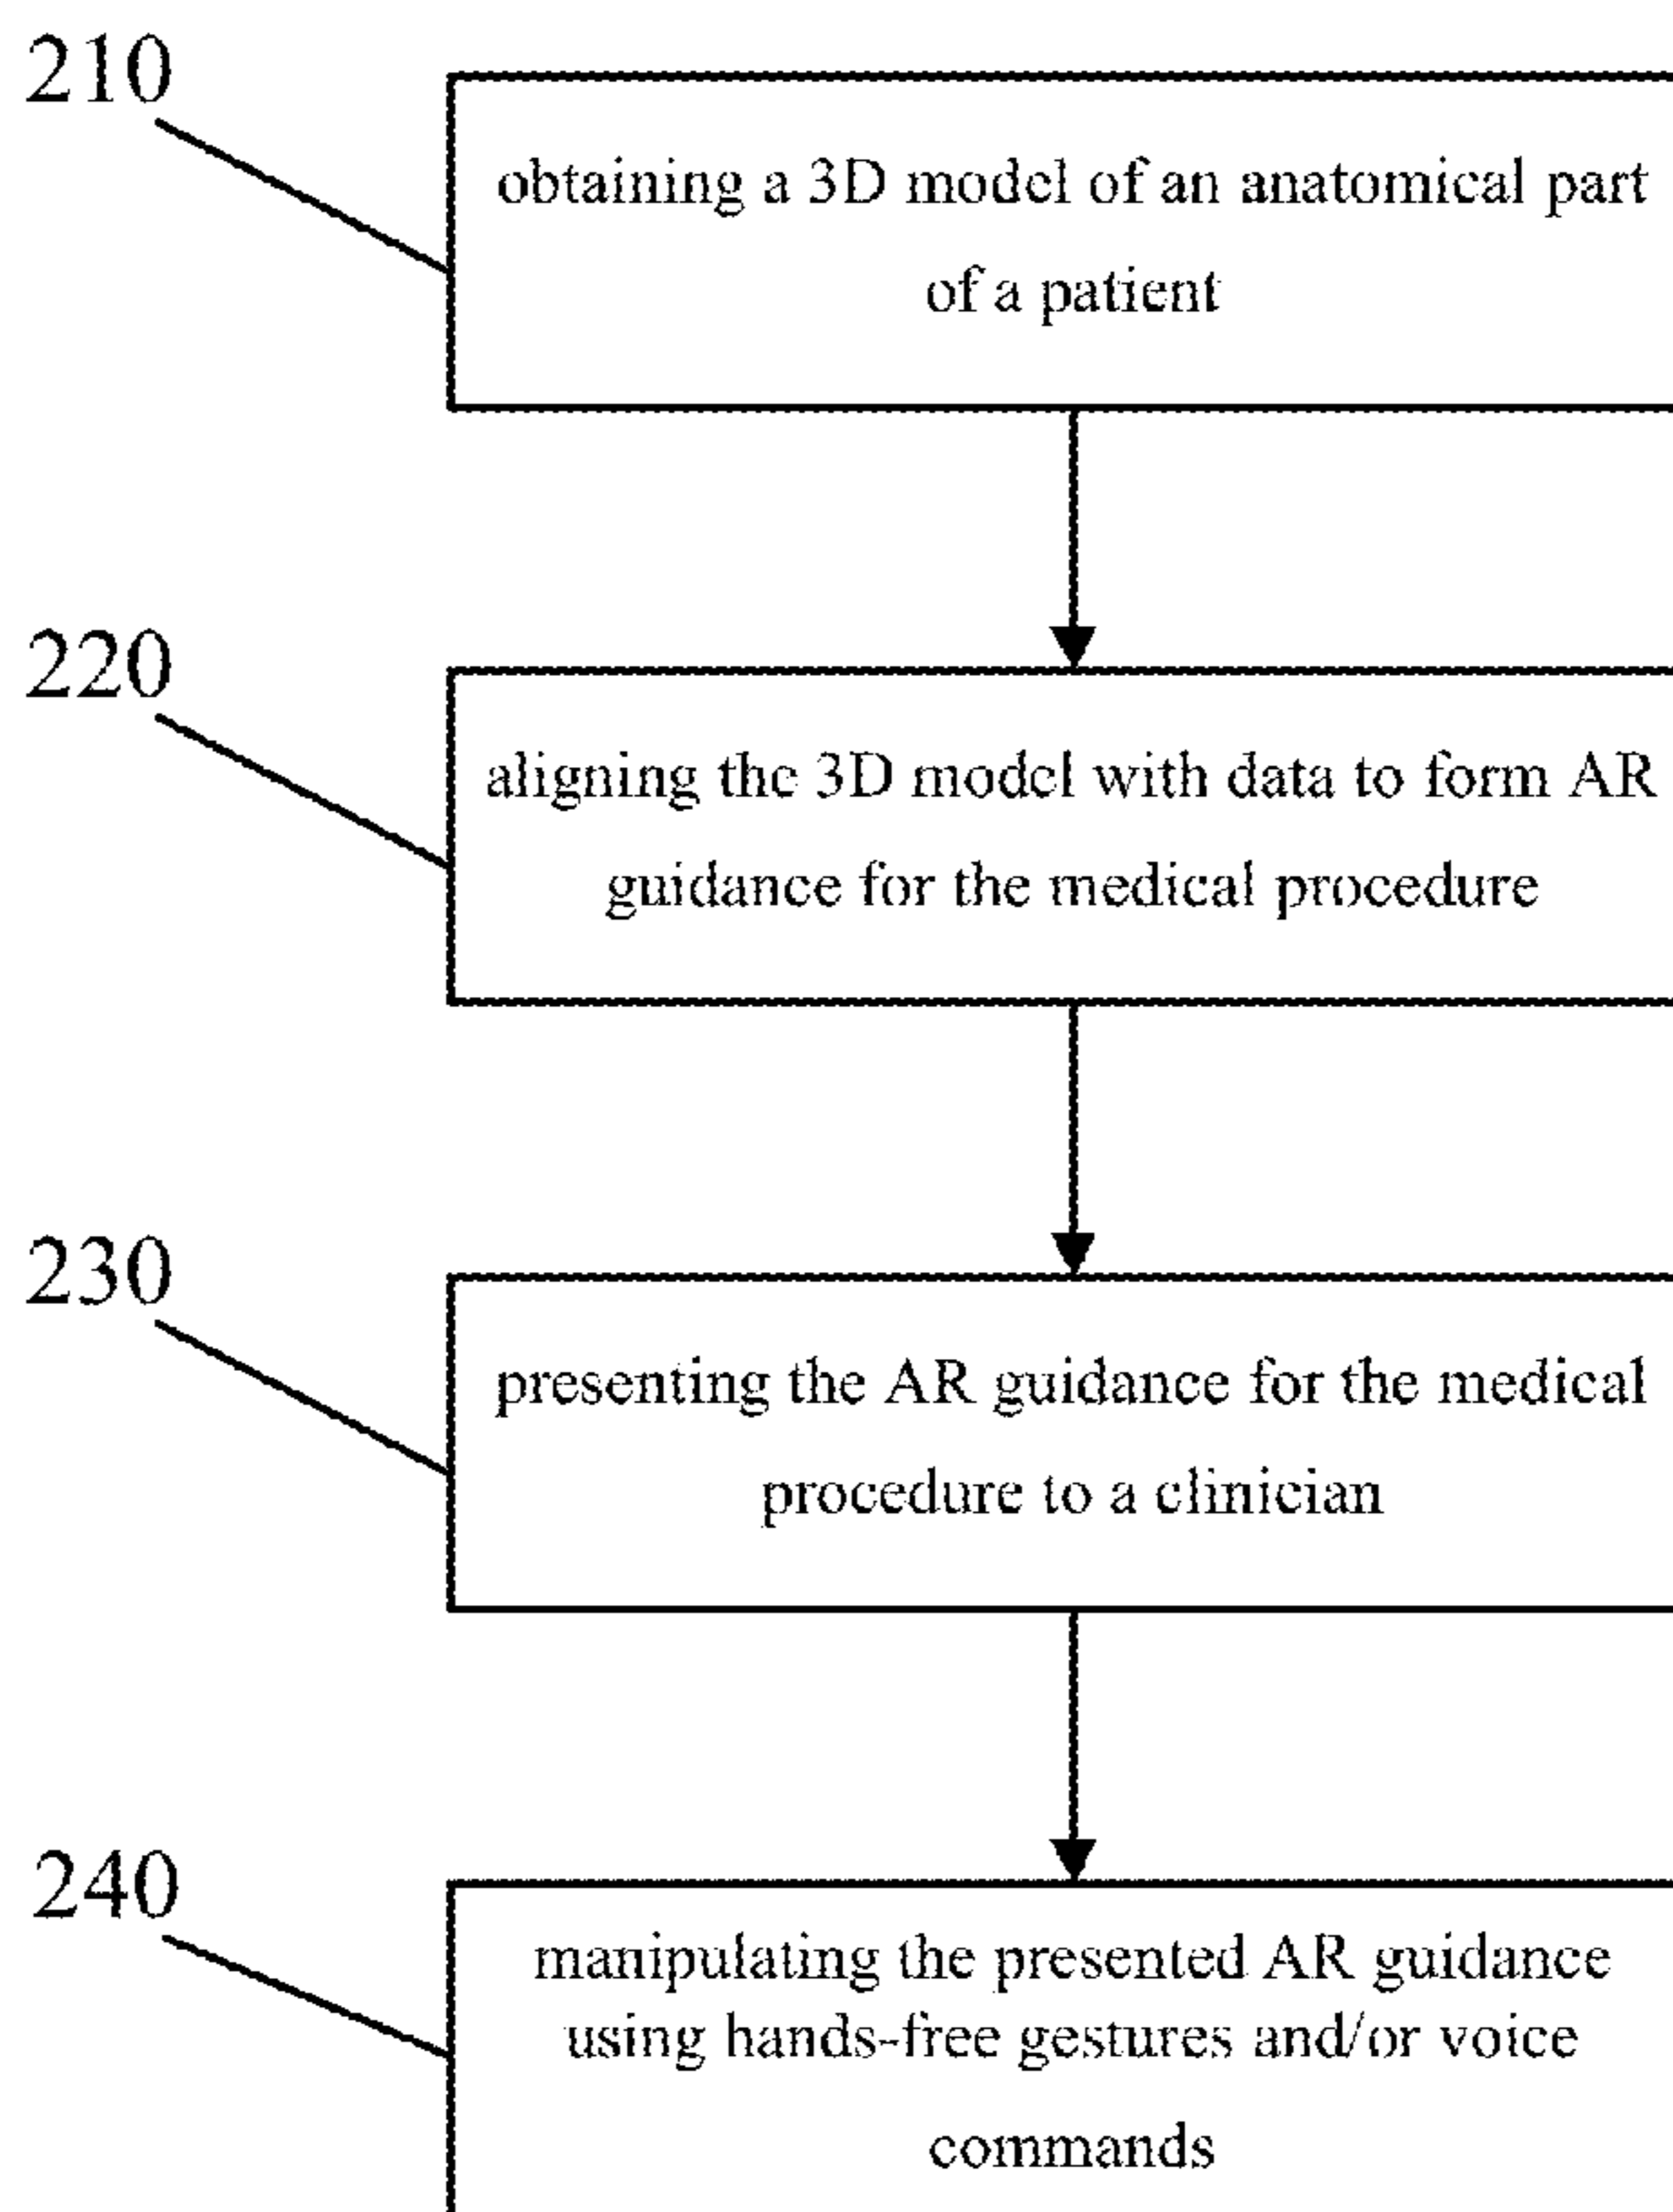 210
obtaining a 3D model of an anatomical part
of a patient
220
aligning the 3D model with data to form AR
guidance for the medical procedure
230
presenting the AR guidance for the medical
procedure to a clinician
240
manipulating the presented AR guidance
using hands-free gestures and/or voice
commands